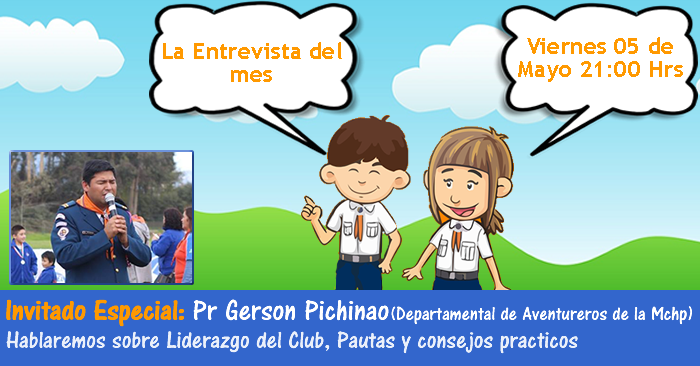 La Entrevista del
mes
Viernes 05 de
Mayo 21:00 Hrs
Invitado Especial: Pr Gerson Pichinao(Departamental de Aventureros de la Mchp)
Hablaremos sobre Liderazgo del Club, Pautas y consejos practicos